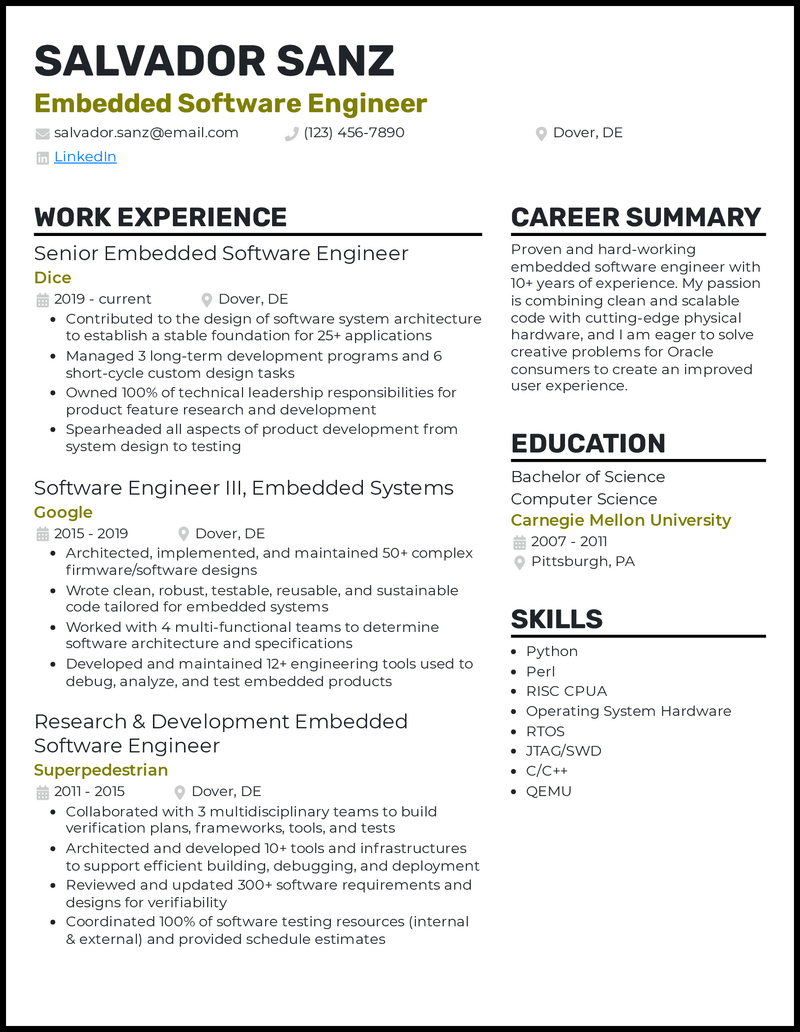 SALVADOR SANZ
Embedded Software Engineer
salvador.sanz@email.com (123) 456-7890 Dover, DE
LinkedIn
WORK EXPERIENCE
Senior Embedded Software Engineer
Dice
2019 - current Dover, DE
• Contributed to the design of software system architecture
to establish a stable foundation for 25+ applications
• Managed 3 long-term development programs and 6
short-cycle custom design tasks
• Owned 100% of technical leadership responsibilities for
product feature research and development
• Spearheaded all aspects of product development from
system design to testing
Software Engineer III, Embedded Systems
Google
2015 - 2019 Dover, DE
• Architected, implemented, and maintained 50+ complex
firmware/software designs
• Wrote clean, robust, testable, reusable, and sustainable
code tailored for embedded systems
• Worked with 4 multi-functional teams to determine
software architecture and specifications
• Developed and maintained 12+ engineering tools used to
debug, analyze, and test embedded products
Research & Development Embedded
Software Engineer
Superpedestrian
2011 - 2015 Dover, DE
• Collaborated with 3 multidisciplinary teams to build
verification plans, frameworks, tools, and tests
• Architected and developed 10+ tools and infrastructures
to support efficient building, debugging, and deployment
• Reviewed and updated 300+ software requirements and
designs for verifiability
• Coordinated 100% of software testing resources (internal
& external) and provided schedule estimates
CAREER SUMMARY
Proven and hard-working
embedded software engineer with
10+ years of experience. My passion
is combining clean and scalable
code with cutting-edge physical
hardware, and I am eager to solve
creative problems for Oracle
consumers to create an improved
user experience.
EDUCATION
Bachelor of Science
Computer Science
Carnegie Mellon University
2007 - 2011
Pittsburgh, PA
SKILLS
• Python
• Perl
• RISC CPUA
• Operating System Hardware
• RTOS
• JTAG/SWD
• C/C++
• QEMU